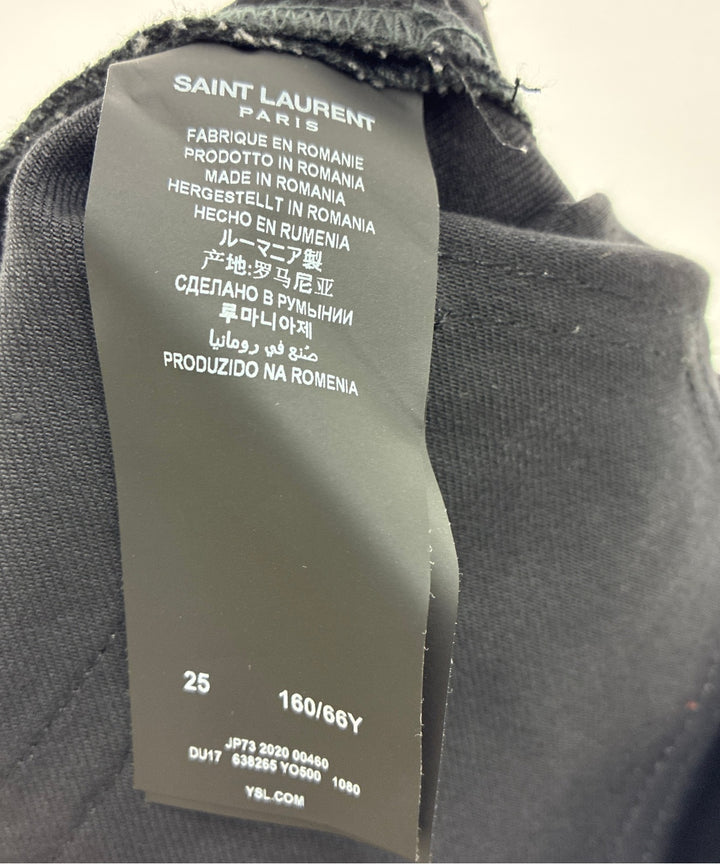 SAINT LAURENT
PARIS
FABRIQUE EN ROMANIE
PRODOTTO IN ROMANIA
MADE IN ROMANIA
HERGESTELLT IN ROMANIA
HECHO EN RUMENIA
ルーマニア製
产地:罗马尼亚
СДЕЛАНО В РУМЫНИИ
루마니아제
صنع في رومانيا
PRODUZIDO NA ROMENIA
25 160/66Y
JP73 2020 00460
DU17 638265 YO500 1080
YSL.COM